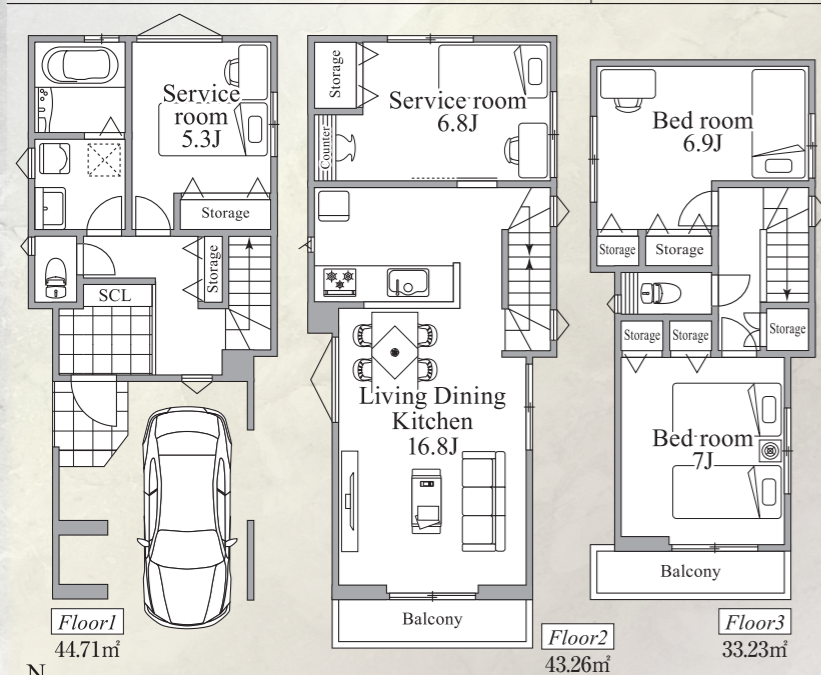 Service
room
5.3J
Storage
Storage
SCL
Floor1
44.71㎡
N
Storage
Service room
6.8J
Counter
Living Dining
Kitchen
16.8J
Balcony
Floor2
43.26㎡
Bed room
6.9J
Storage
Storage
Storage
Storage
Storage
Bed room
7J
Balcony
Floor3
33.23㎡